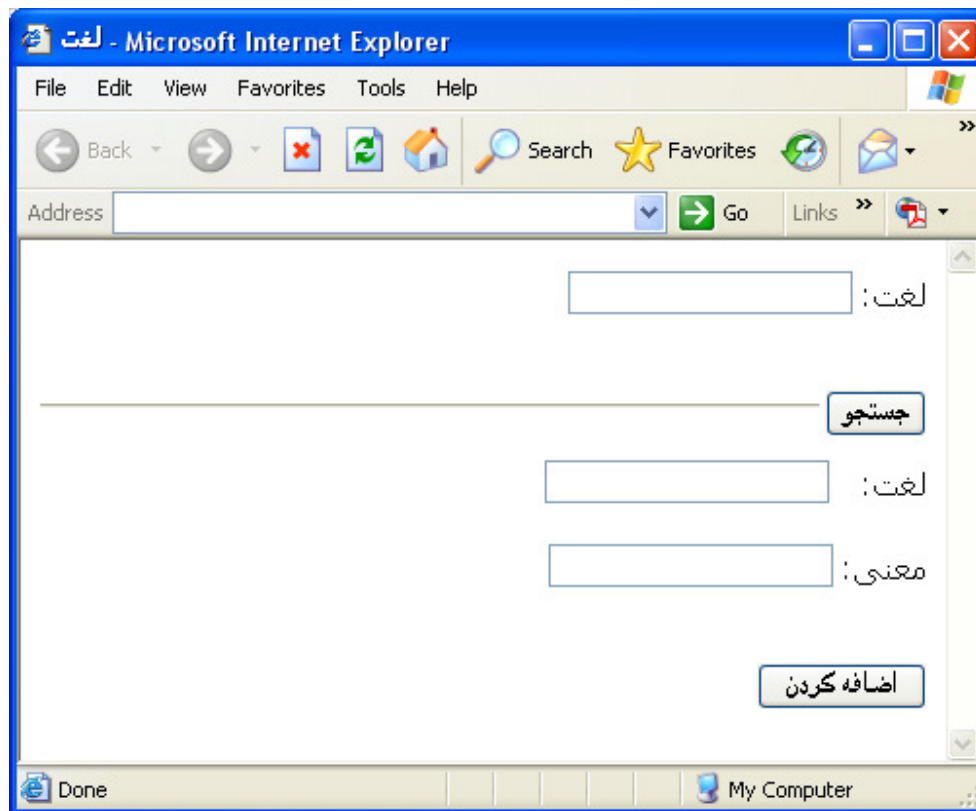 لغت - Microsoft Internet Explorer
File Edit View Favorites Tools Help
Back Search Favorites »
Address Go Links »
لغت:
جستجو
لغت:
معنی:
اضافه کردن
Done My Computer